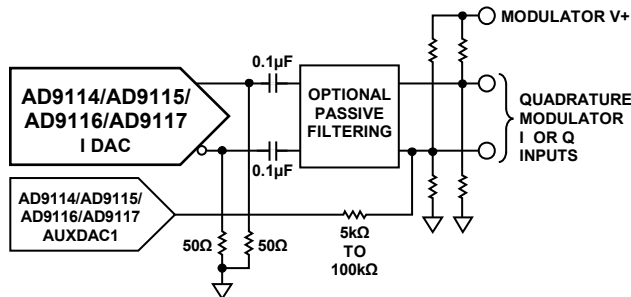 MODULATOR V+
0.1µF
AD9114/AD9115/
AD9116/AD9117
I DAC
OPTIONAL
PASSIVE
FILTERING
QUADRATURE
MODULATOR
I OR Q
INPUTS
0.1µF
AD9114/AD9115/
AD9116/AD9117
AUXDAC1
50Ω
50Ω
5kΩ
TO
100kΩ